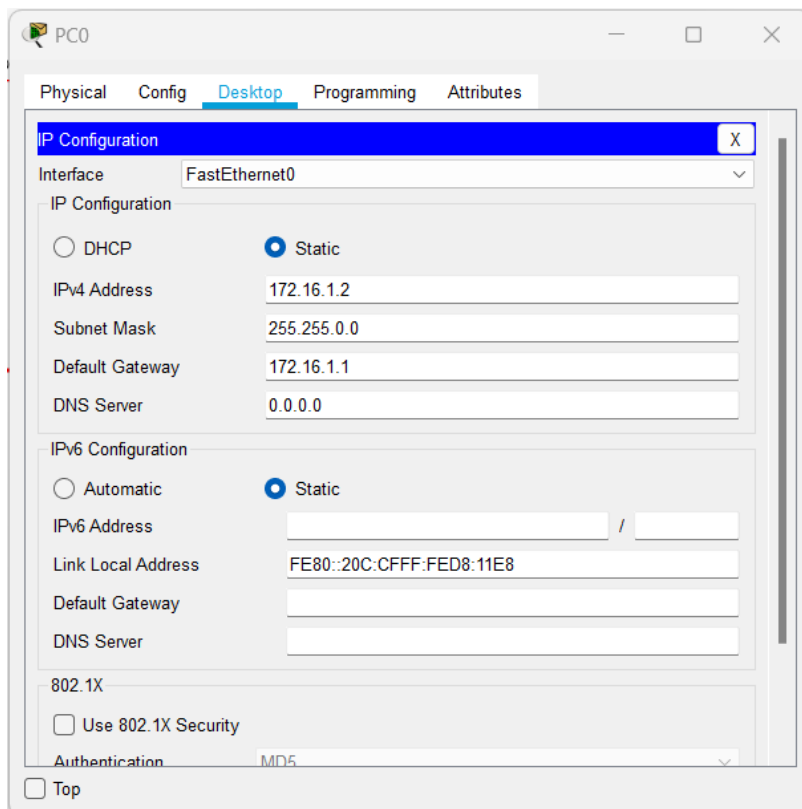 PC0
Physical Config Desktop Programming Attributes
IP Configuration X
Interface FastEthernet0
IP Configuration
DHCP Static
IPv4 Address 172.16.1.2
Subnet Mask 255.255.0.0
Default Gateway 172.16.1.1
DNS Server 0.0.0.0
IPv6 Configuration
Automatic Static
IPv6 Address /
Link Local Address FE80::20C:CFFF:FED8:11E8
Default Gateway
DNS Server
802.1X
Use 802.1X Security
Authentication MD5
Top